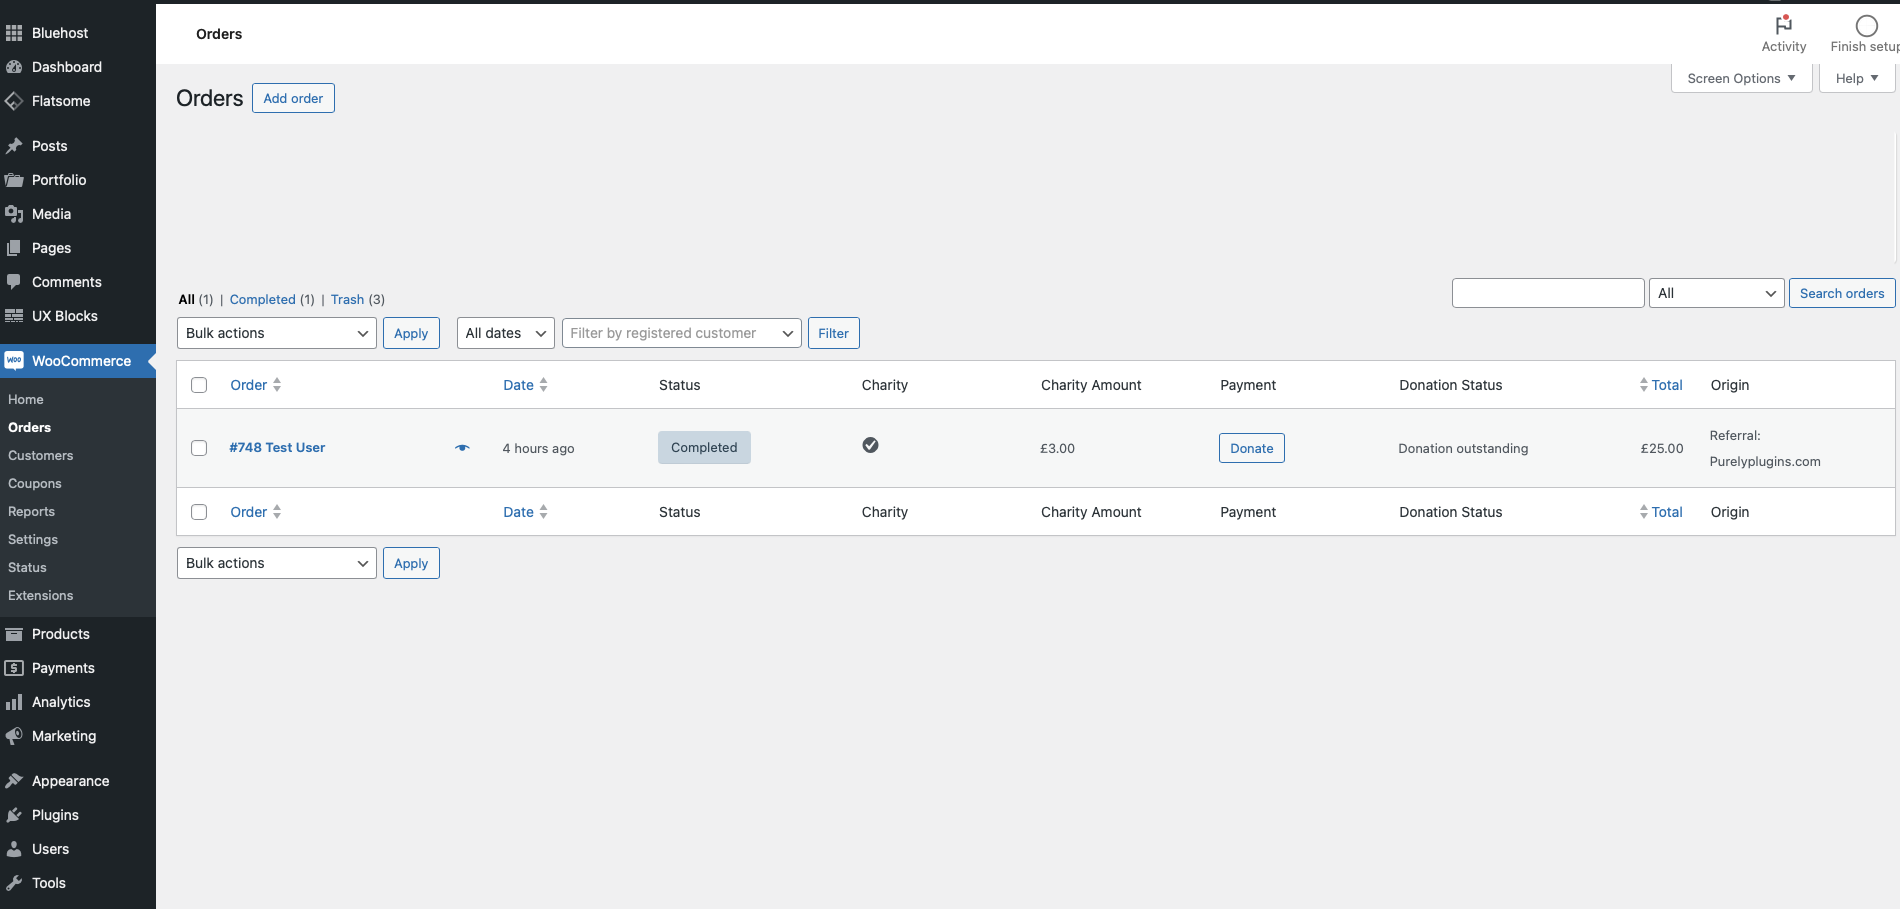 Bluehost
Dashboard
Flatsome
Posts
Portfolio
Media
Pages
Comments
UX Blocks
Woo WooCommerce
Home
Orders
Customers
Coupons
Reports
Settings
Status
Extensions
Products
Payments
Analytics
Marketing
Appearance
Plugins
Users
Tools
Orders
Activity
Finish setup
Screen Options
Help
Orders
Add order
All (1) | Completed (1) | Trash (3)
All
Search orders
Bulk actions
Apply
All dates
Filter by registered customer
Filter
Order Date Status Charity Charity Amount Payment Donation Status Total Origin
#748 Test User 4 hours ago Completed £3.00 Donate Donation outstanding £25.00 Referral:
Purelyplugins.com
Order Date Status Charity Charity Amount Payment Donation Status Total Origin
Bulk actions
Apply